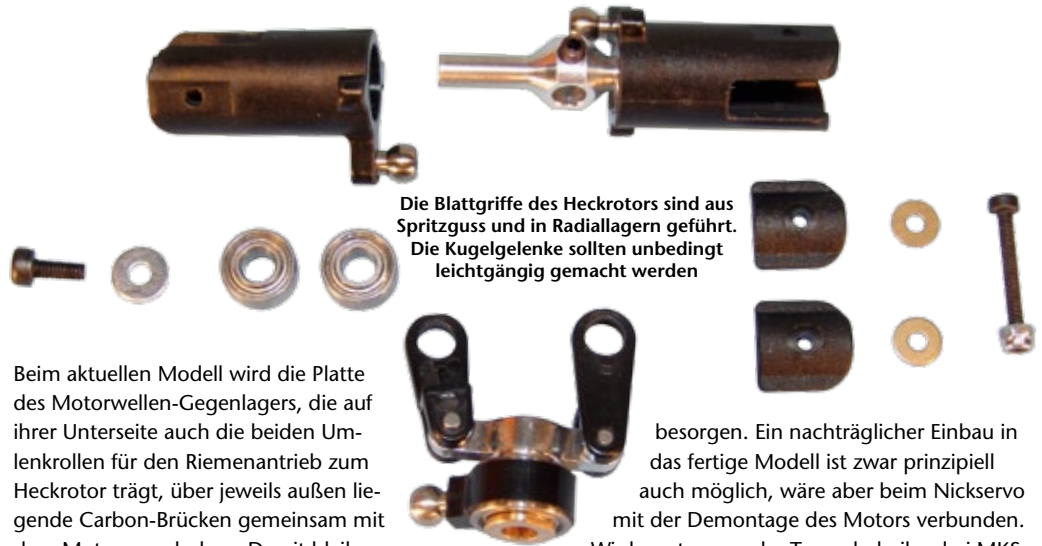 Die Blattgriffe des Heckrotors sind aus
Spritzguss und in Radiallagern geführt.
Die Kugelgelenke sollten unbedingt
leichtgängig gemacht werden
Beim aktuellen Modell wird die Platte
des Motorwellen-Gegenlagers, die auf
ihrer Unterseite auch die beiden Um-
lenkrollen für den Riemenantrieb zum
Heckrotor trägt, über jeweils außen lie-
gende Carbon-Brücken gemeinsam mit
besorgen. Ein nachträglicher Einbau in
das fertige Modell ist zwar prinzipiell
auch möglich, wäre aber beim Nickservo
mit der Demontage des Motors verbunden.